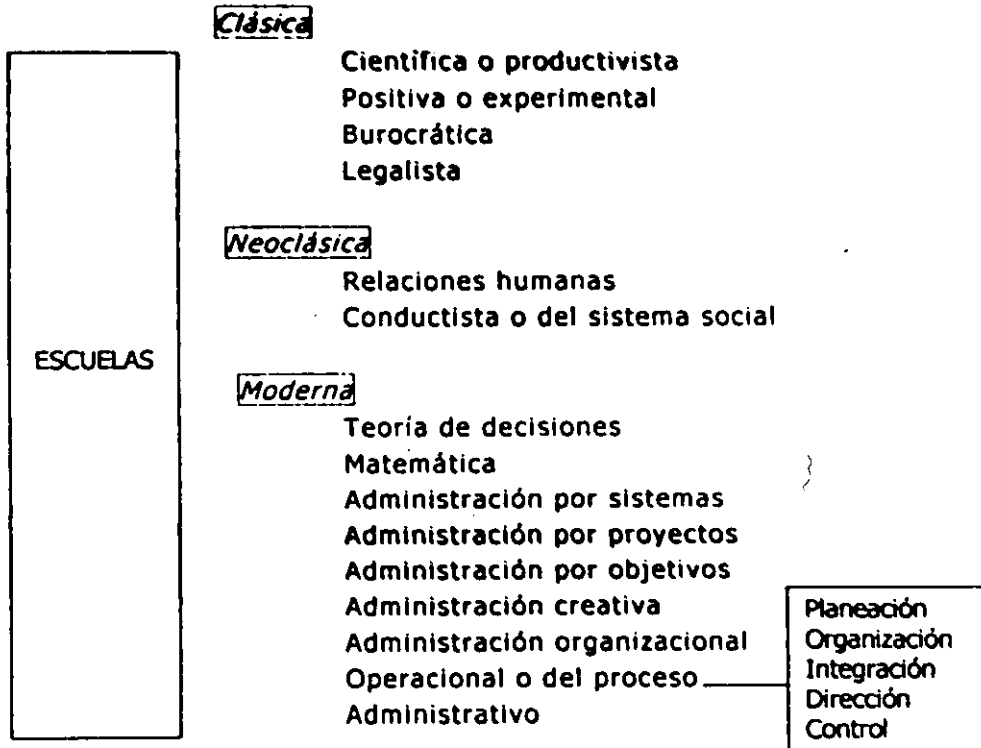 Clásica
Científica o productivista
Positiva o experimental
Burocrática
Legalista
Neoclásica
Relaciones humanas
Conductista o del sistema social
ESCUELAS
Moderna
Teoría de decisiones
Matemática
Administración por sistemas
Administración por proyectos
Administración por objetivos
Administración creativa
Administración organizacional
Operacional o del proceso
Administrativo
Planeación
Organización
Integración
Dirección
Control